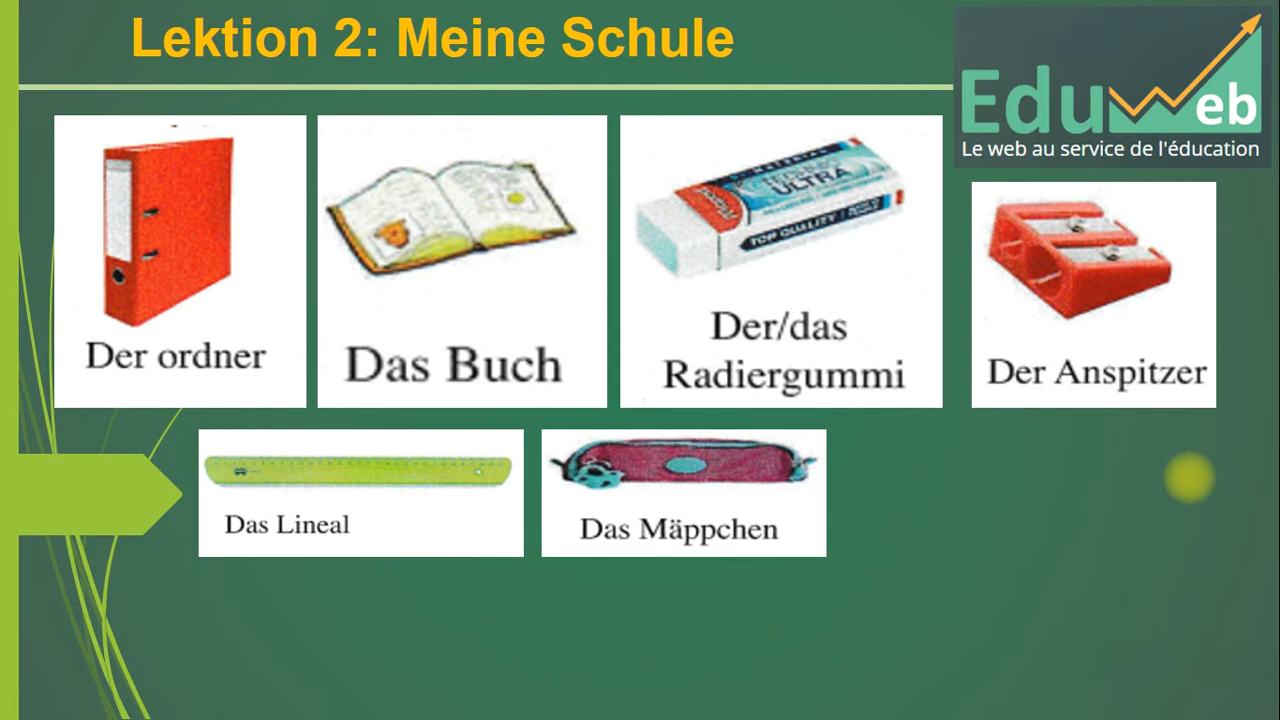 Lektion 2: Meine Schule
Edu
eb
Le web au service de l'éducation
Der ordner
Das Buch
ULTRA
TOP QUALITY
Der/das
Radiergummi
Der Anspitzer
Das Lineal
Das Mäppchen